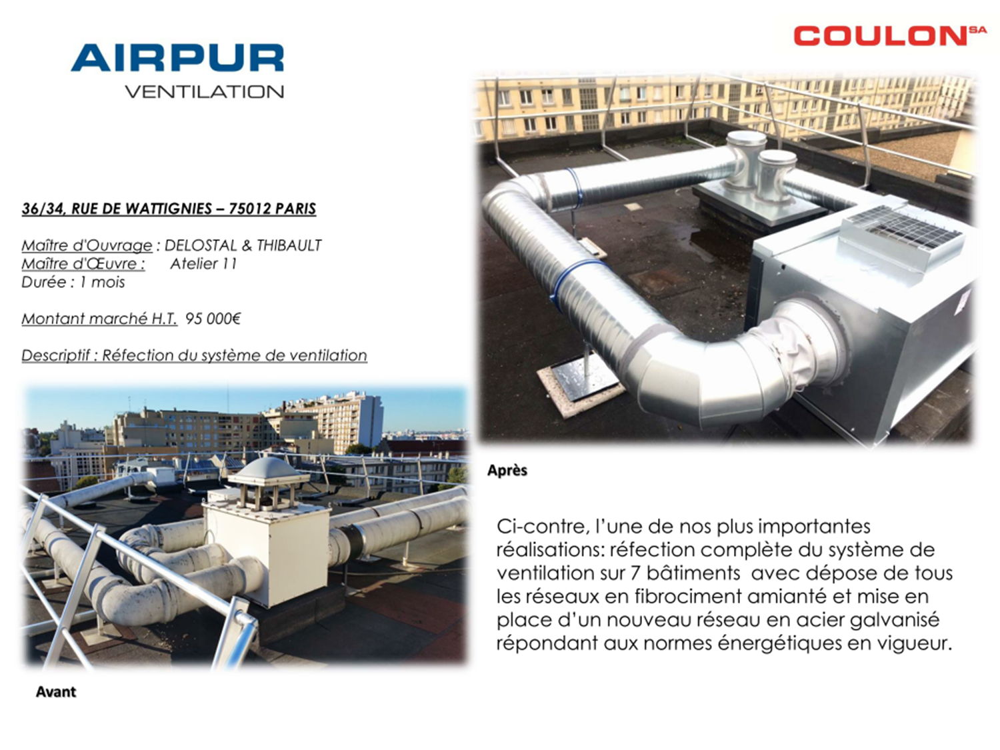 AIRPUR
VENTILATION
COULON SA
36/34, RUE DE WATTIGNIES – 75012 PARIS
Maître d'Ouvrage : DELOSTAL & THIBAULT
Maître d'Œuvre : Atelier 11
Durée : 1 mois
Montant marché H.T. 95 000€
Descriptif : Réfection du système de ventilation
Après
Ci-contre, l’une de nos plus importantes
réalisations: réfection complète du système de
ventilation sur 7 bâtiments avec dépose de tous
les réseaux en fibrociment amianté et mise en
place d’un nouveau réseau en acier galvanisé
répondant aux normes énergétiques en vigueur.
Avant